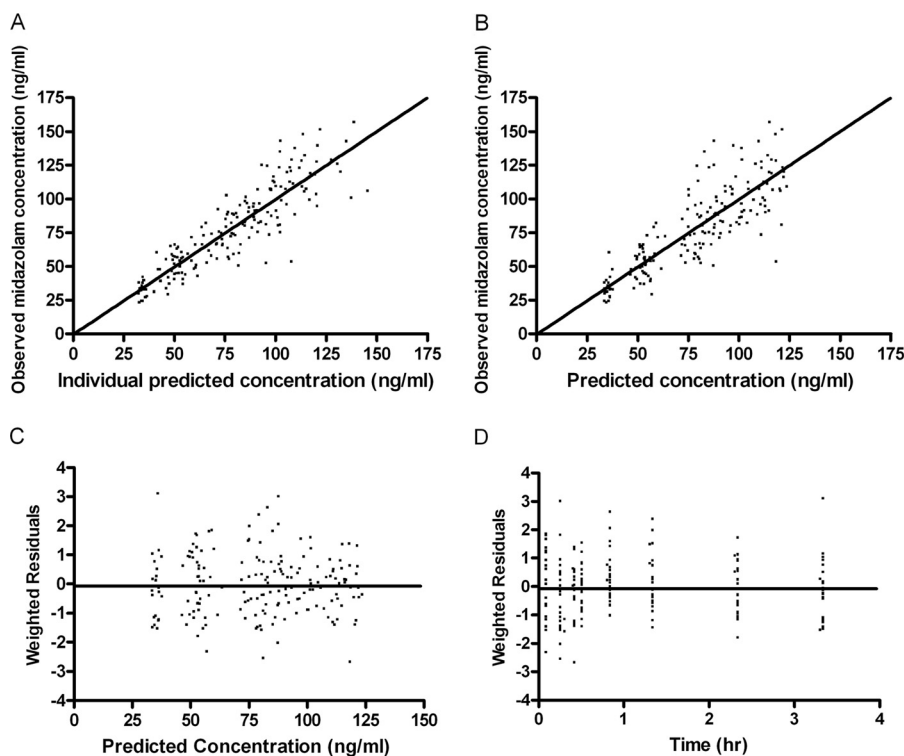 A
Observed midazolam concentration (ng/ml)
175
150
125
100
75
50
25
0
0 25 50 75 100 125 150 175
Individual predicted concentration (ng/ml)
B
Observed midazolam concentration (ng/ml)
175
150
125
100
75
50
25
0
0 25 50 75 100 125 150 175
Predicted concentration (ng/ml)
C
Weighted Residuals
4
3
2
1
0
-1
-2
-3
-4
0 25 50 75 100 125 150
Predicted Concentration (ng/ml)
D
Weighted Residuals
4
3
2
1
0
-1
-2
-3
-4
0 1 2 3 4
Time (hr)